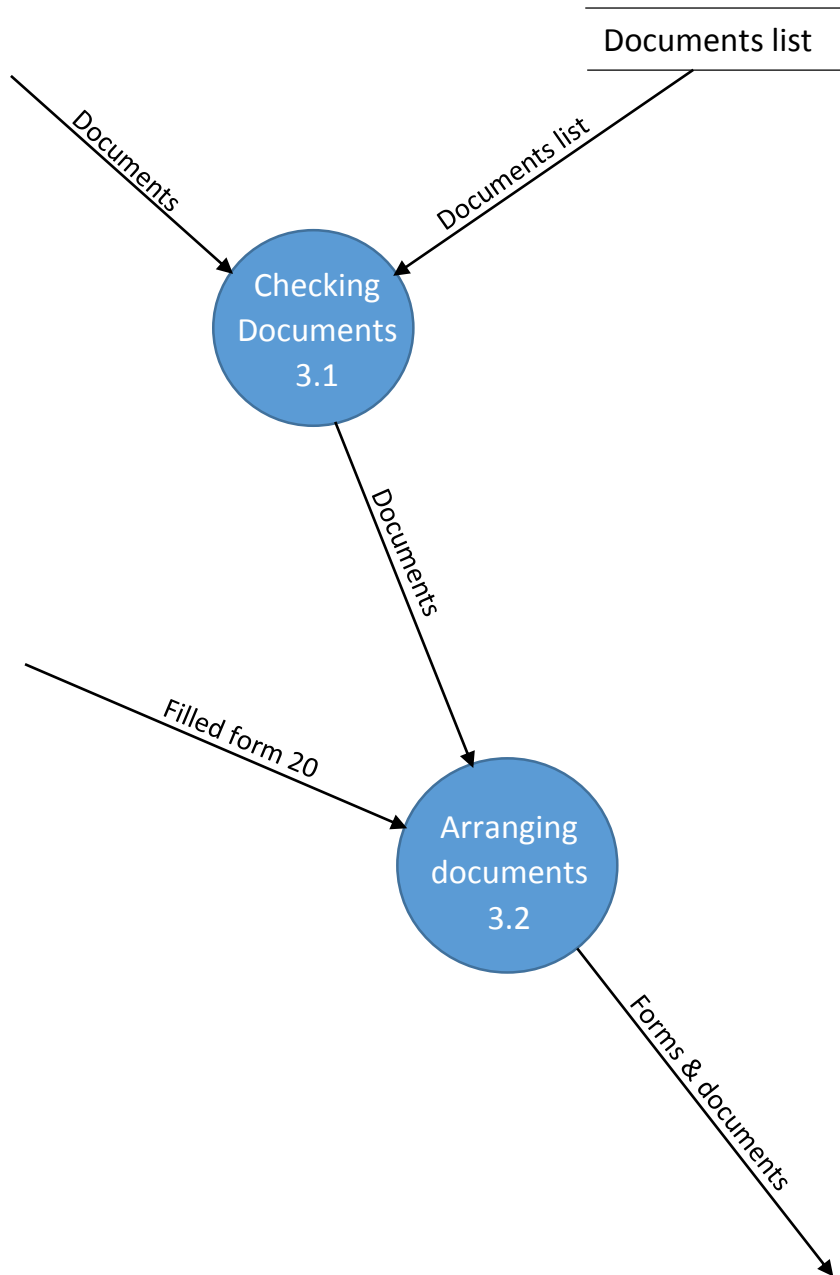 Documents list
Documents
Documents list
Checking
Documents
3.1
Documents
Filled form 20
Arranging
documents
3.2
Forms & documents